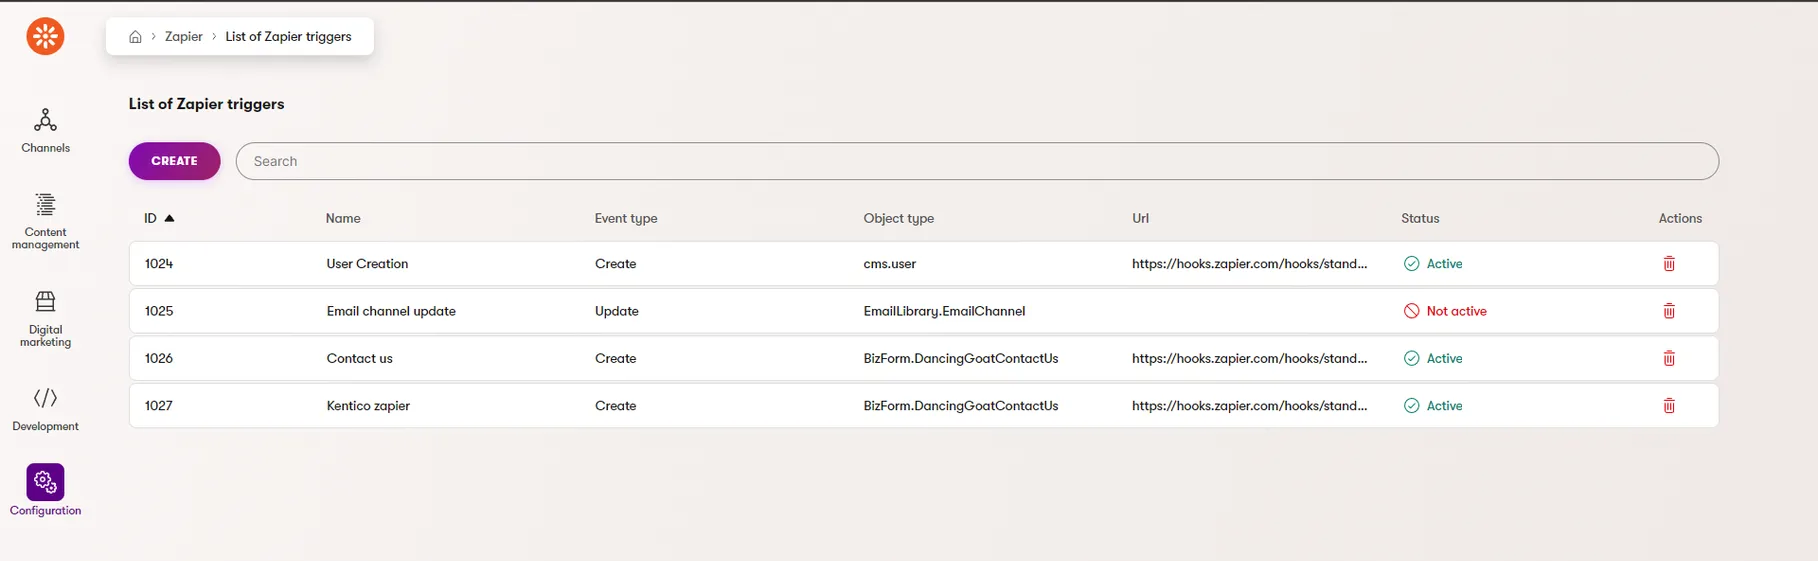 Zapier > List of Zapier triggers
List of Zapier triggers
CREATE
Search
Channels
Content
management
Digital
marketing
Development
Configuration
ID Name Event type Object type Url Status Actions
1024 User Creation Create cms.user https://hooks.zapier.com/hooks/stand... Active
1025 Email channel update Update EmailLibrary.EmailChannel Not active
1026 Contact us Create BizForm.DancingGoatContactUs https://hooks.zapier.com/hooks/stand... Active
1027 Kentico zapier Create BizForm.DancingGoatContactUs https://hooks.zapier.com/hooks/stand... Active